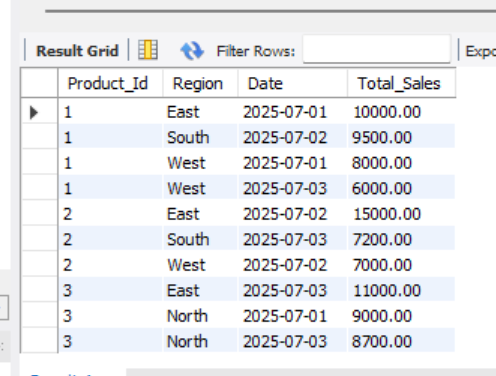 Result Grid Filter Rows:
Product_Id Region Date Total_Sales
1 East 2025-07-01 10000.00
1 South 2025-07-02 9500.00
1 West 2025-07-01 8000.00
1 West 2025-07-03 6000.00
2 East 2025-07-02 15000.00
2 South 2025-07-03 7200.00
2 West 2025-07-02 7000.00
3 East 2025-07-03 11000.00
3 North 2025-07-01 9000.00
3 North 2025-07-03 8700.00